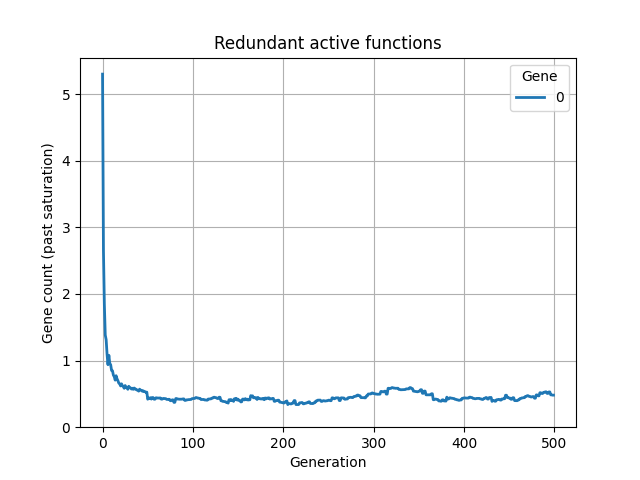 Redundant active functions
Gene
0
Gene count (past saturation)
5
4
3
2
1
0
0 100 200 300 400 500
Generation